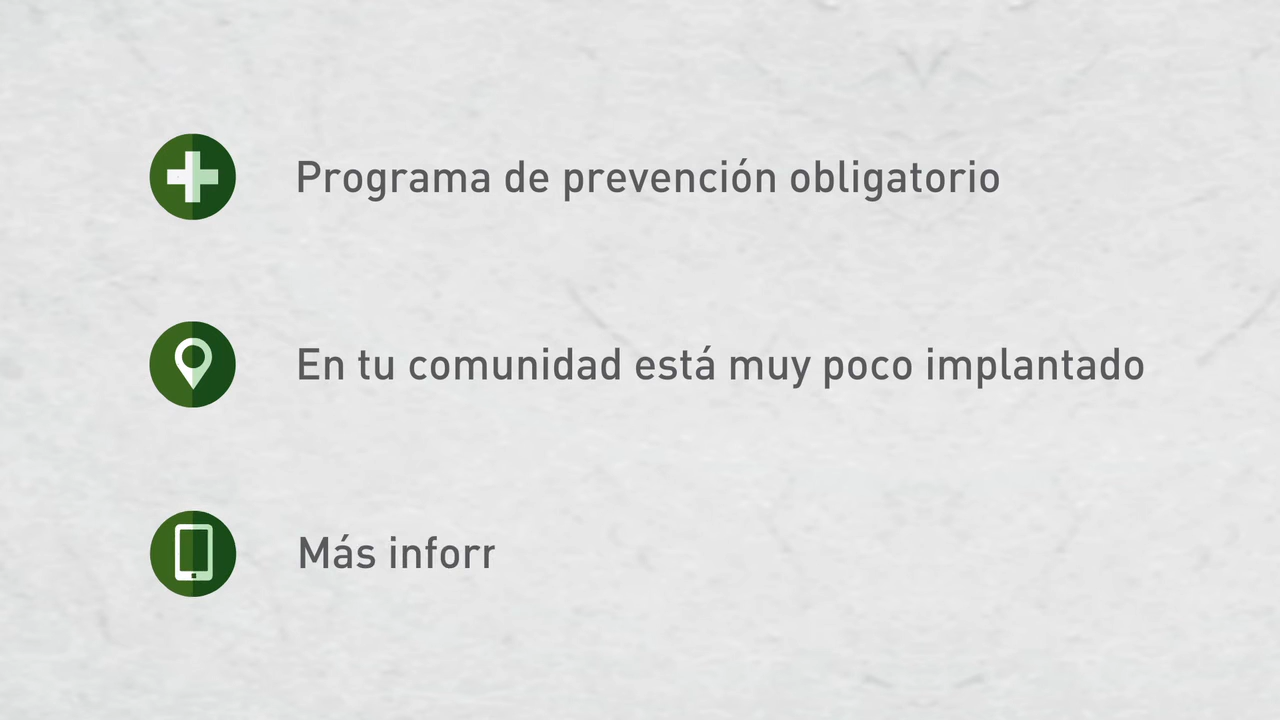 Programa de prevención obligatorio
En tu comunidad está muy poco implantado
Más inforr